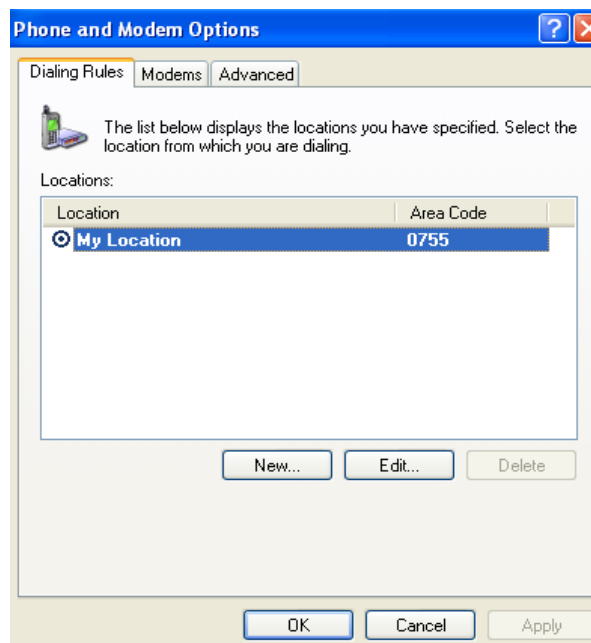 Phone and Modem Options
Dialing Rules Modems Advanced
The list below displays the locations you have specified. Select the
location from which you are dialing.
Locations:
Location Area Code
My Location 0755
New... Edit... Delete
OK Cancel Apply